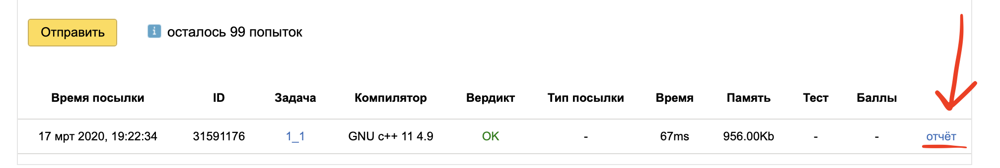 Отправить
i осталось 99 попыток
Время посылки ID Задача Компилятор Вердикт Тип посылки Время Память Тест Баллы
17 мрт 2020, 19:22:34 31591176 1_1 GNU c++ 11 4.9 OK - 67ms 956.00Kb - - отчёт